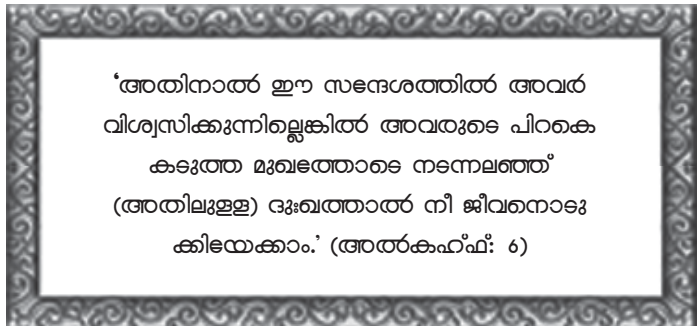 ‘അതിനാൽ ഈ സന്ദേശത്തിൽ അവർ
വിശ്വസിക്കുന്നില്ലെങ്കിൽ അവരുടെ പിറകെ
കടുത്ത മുഖത്തോടെ നടന്നലഞ്ഞ്
(അതിലുള്ള) ദുഃഖത്താൽ നീ ജീവനൊടു
ക്കിയേക്കാം.’ (അൽകഹ്ഫ്: 6)